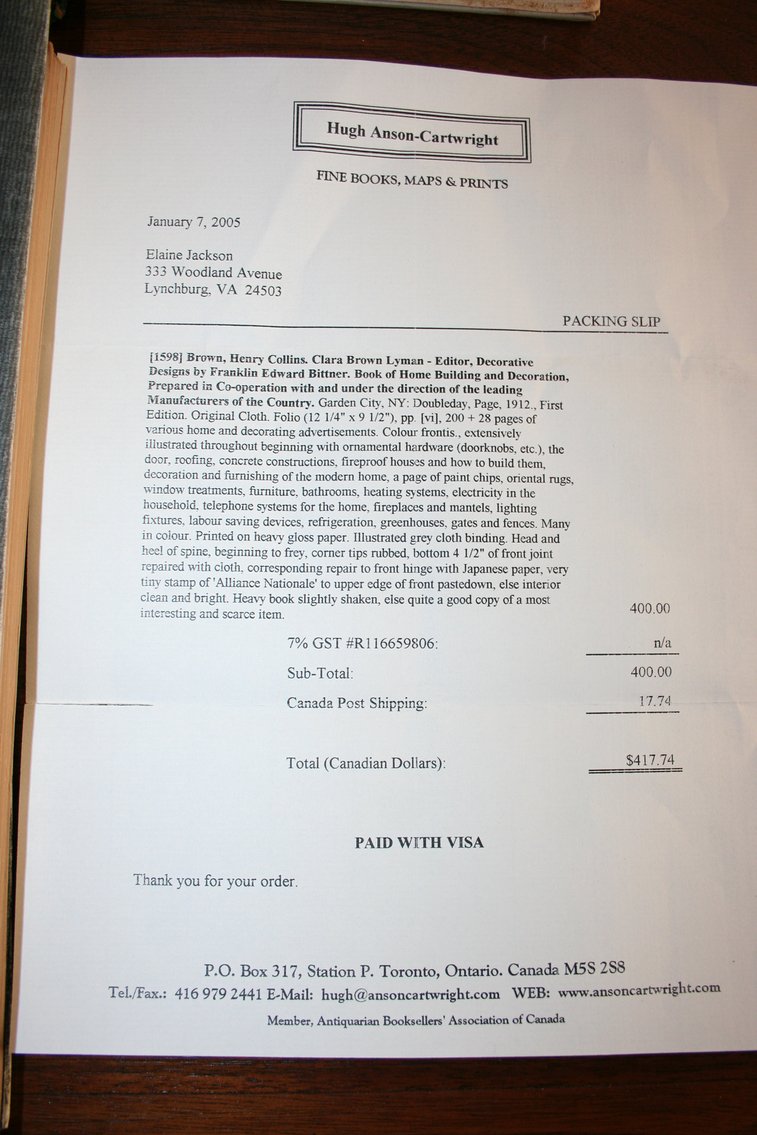 Hugh Anson-Cartwright
FINE BOOKS, MAPS & PRINTS
January 7, 2005
Elaine Jackson
333 Woodland Avenue
Lynchburg, VA 24503
PACKING SLIP
[1598] Brown, Henry Collins. Clara Brown Lyman - Editor, Decorative
Designs by Franklin Edward Bittner. Book of Home Building and Decoration,
Prepared in Co-operation with and under the direction of the leading
Manufacturers of the Country. Garden City, NY: Doubleday, Page, 1912., First
Edition. Original Cloth. Folio (12 1/4" x 9 1/2"), pp. [vi], 200 + 28 pages of
various home and decorating advertisements. Colour frontis., extensively
illustrated throughout beginning with ornamental hardware (doorknobs, etc.), the
door, roofing, concrete constructions, fireproof houses and how to build them,
decoration and furnishing of the modern home, a page of paint chips, oriental rugs,
window treatments, furniture, bathrooms, heating systems, electricity in the
household, telephone systems for the home, fireplaces and mantels, lighting
fixtures, labour saving devices, refrigeration, greenhouses, gates and fences. Many
in colour. Printed on heavy gloss paper. Illustrated grey cloth binding. Head and
heel of spine, beginning to frey, corner tips rubbed, bottom 4 1/2" of front joint
repaired with cloth, corresponding repair to front hinge with Japanese paper, very
tiny stamp of 'Alliance Nationale' to upper edge of front pastedown, else interior
clean and bright. Heavy book slightly shaken, else quite a good copy of a most
interesting and scarce item. 400.00
7% GST #R116659806: n/a
Sub-Total: 400.00
Canada Post Shipping: 17.74
Total (Canadian Dollars): $417.74
PAID WITH VISA
Thank you for your order.
P.O. Box 317, Station P. Toronto, Ontario. Canada M5S 2S8
Tel./Fax.: 416 979 2441 E-Mail: hugh@ansoncartwright.com WEB: www.ansoncartwright.com
Member, Antiquarian Booksellers' Association of Canada